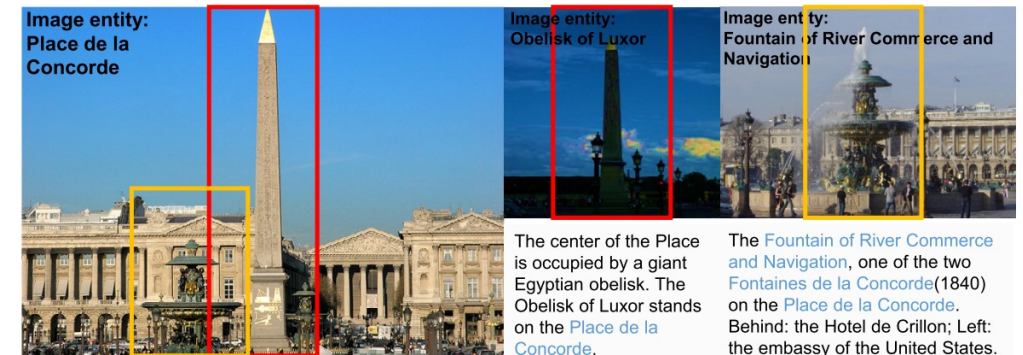 Image entity:
Place de la
Concorde
Image entity:
Obelisk of Luxor
Image entity:
Fountain of River Commerce and
Navigation
The center of the Place
is occupied by a giant
Egyptian obelisk. The
Obelisk of Luxor stands
on the Place de la
Concorde.
The Fountain of River Commerce
and Navigation, one of the two
Fontaines de la Concorde(1840)
on the Place de la Concorde.
Behind: the Hotel de Crillon; Left:
the embassy of the United States.